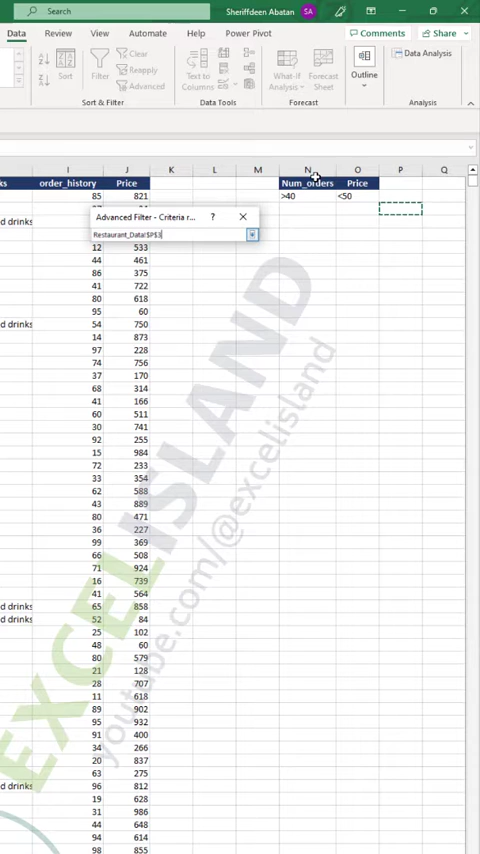 Search
Sheriffdeen Abatan
SA
Data
Review
View
Automate
Help
Power Pivot
Comments
Share
Sort
Filter
Clear
Reapply
Advanced
Text to Columns
What-If Analysis
Forecast Sheet
Outline
Data Analysis
Sort & Filter
Data Tools
Forecast
Analysis
I J K L M N O P Q
ks order_history Price Num_orders Price
85 821 >40 <50
Advanced Filter - Criteria r... ?
d drinks
Restaurant_Data!$P$3
12 533
44 461
86 375
41 722
80 618
95 60
d drinks 54 750
14 873
97 228
74 756
37 170
68 314
41 166
60 511
30 741
92 255
15 984
72 233
33 354
62 588
43 889
80 471
36 227
99 369
66 508
71 924
16 739
41 564
d drinks 65 858
d drinks 52 84
25 102
48 60
80 579
21 128
28 707
11 618
89 902
95 932
91 400
34 266
20 837
63 275
d drinks 96 812
19 628
31 986
44 648
94 614
98 855
EXCELISLAND
youtube.com/@excelisland